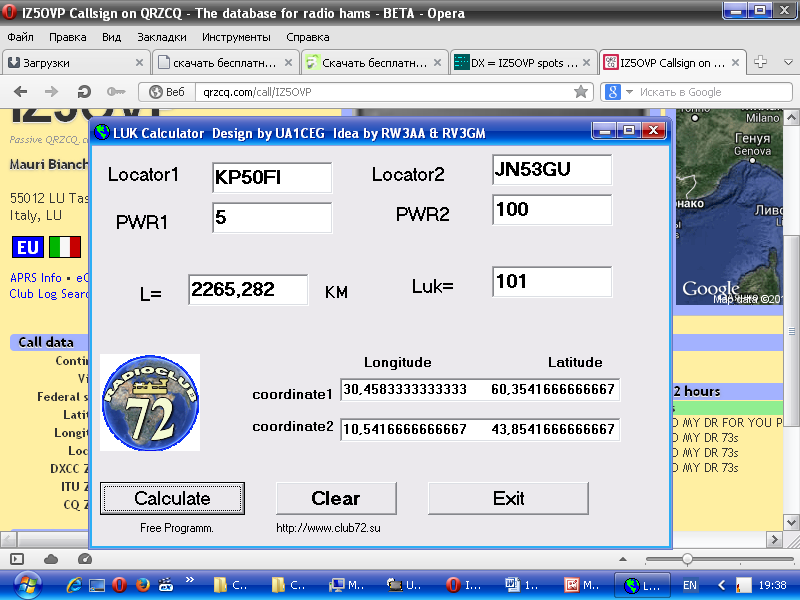 IZ5OVP Callsign on QRZCQ - The database for radio hams - BETA - Opera
Файл Правка Вид Закладки Инструменты Справка
Загрузки скачать бесплатн... Скачать бесплатн... DX = IZ5OVP spots ... IZ5OVP Callsign on ...
Веб qrzcq.com/call/IZ5OVP Искать в Google
IZ5OVP
Passive QRZCQ, c
Mauri Bianch
55012 LU Tas
Italy, LU
EU
APRS Info • eQ
Club Log Searc
Call data
Contin
Federal s
Latit
Longit
Loc
DXCC Z
ITU Z
CQ Z
LUK Calculator Design by UA1CEG Idea by RW3AA & RV3GM
Locator1 KP50FI Locator2 JN53GU
PWR1 5 PWR2 100
L= 2265,282 KM Luk= 101
Longitude Latitude
coordinate1 30,4583333333333 60,3541666666667
coordinate2 10,5416666666667 43,8541666666667
RADIOCLUB
72
Calculate Clear Exit
Free Programm. http://www.club72.su
Torino
Milano
Генуя
Genova
нако
Ливо
Google
Map data ©201
2 hours
O MY DR FOR YOU P
O MY DR 73s
O MY DR 73s
O MY DR 73s
C... C... M... U... I... 1... M... L... EN 19:38